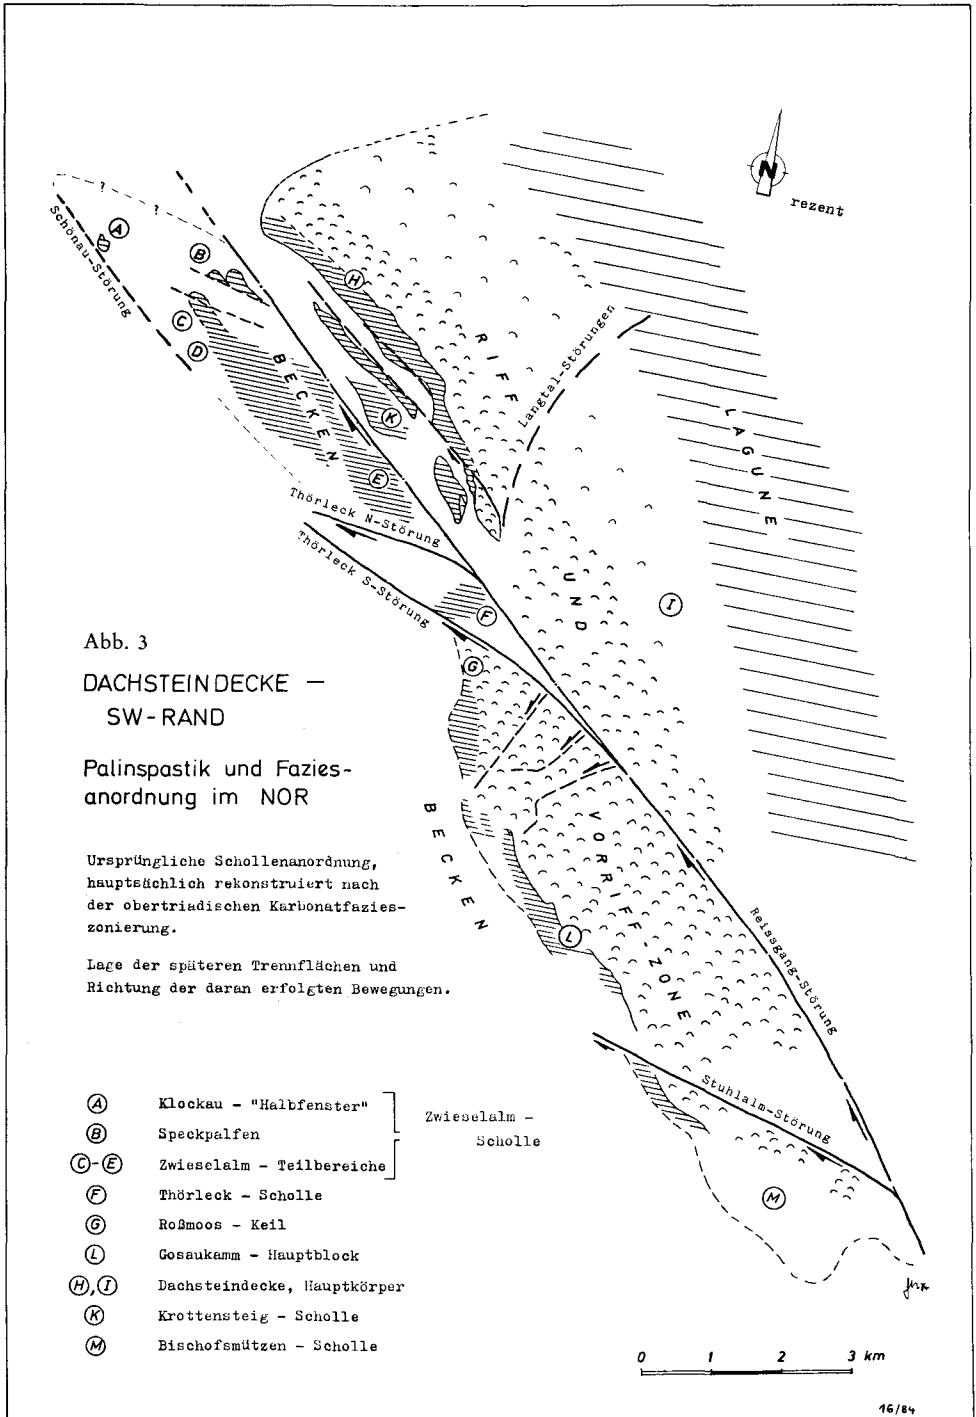 N
rezent
Schönau-Störung
A
B
C
D
BECKEN
H
RIFF
Langtal-Störungen
LAGUNE
K
E
Thörleck N-Störung
Thörleck S-Störung
UND
I
F
G
Abb. 3
DACHSTEINDECKE —
SW-RAND
Palinspastik und Fazies-
anordnung im NOR
BECKEN
VORRIFF-ZONE
L
Ursprüngliche Schollenanordnung,
hauptsächlich rekonstruiert nach
der obertriadischen Karbonatfazies-
zonierung.
Lage der späteren Trennflächen und
Richtung der daran erfolgten Bewegungen.
Reissgang-Störung
Stuhlalm-Störung
M
A Klockau - "Halbfenster"
B Speckpalfen
C-E Zwieselalm - Teilbereiche
Zwieselalm -
Scholle
F Thörleck - Scholle
G Roßmoos - Keil
L Gosaukamm - Hauptblock
H, I Dachsteindecke, Hauptkörper
K Krottensteig - Scholle
M Bischofsmützen - Scholle
0 1 2 3 km
16/84
? ?